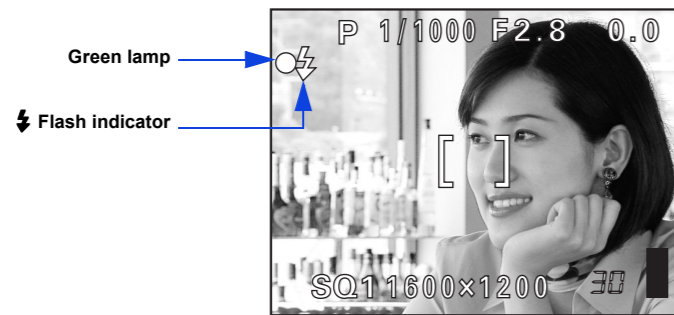 P 1/1000 F2.8 0.0
Green lamp
Flash indicator
SQ1 1600×1200 30